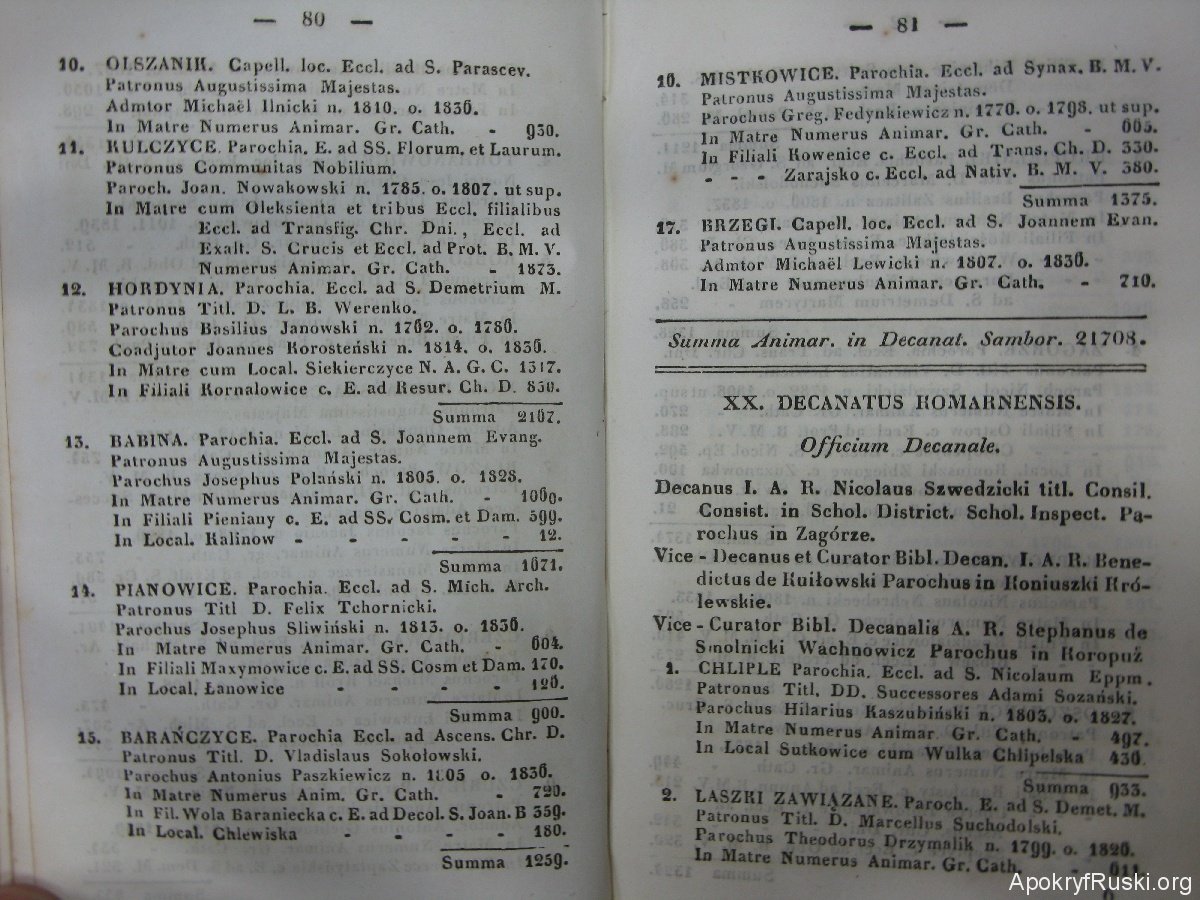 — 80 —
10. OLSZANIK. Capell. loc. Eccl. ad S. Parascev.
Patronus Augustissima Majestas.
Admtor Michaël Ilnicki n. 1810. o. 1836.
In Matre Numerus Animar. Gr. Cath. - 930.
11. KULCZYCE. Parochia. E. ad SS. Florum. et Laurum.
Patronus Communitas Nobilium.
Paroch. Joan. Nowakowski n. 1785. o. 1807. ut sup.
In Matre cum Oleksienta et tribus Eccl. filialibus
Eccl. ad Transfig. Chr. Dni., Eccl. ad
Exalt. S. Crucis et Eccl. ad Prot. B. M. V.
Numerus Animar. Gr. Cath. - 1873.
12. HORDYNIA. Parochia. Eccl. ad S. Demetrium M.
Patronus Titl. D. L. B. Werenko.
Parochus Basilius Janowski n. 1762. o. 1786.
Coadjutor Joannes Korosteński n. 1814. o. 1836.
In Matre cum Local. Siekierczyce N. A. G. C. 1317.
In Filiali Kornalowice c. E. ad Resur. Ch. D. 850.
Summa 2167.
13. BABINA. Parochia. Eccl. ad S. Joannem Evang.
Patronus Augustissima Majestas.
Parochus Josephus Polański n. 1805. o. 1828.
In Matre Numerus Animar. Gr. Cath. - 1060.
In Filiali Pieniany c. E. ad SS. Cosm. et Dam. 599.
In Local. Kalinow - - - - - 12.
Summa 1671.
14. PIANOWICE. Parochia. Eccl. ad S. Mich. Arch.
Patronus Titl D. Felix Tchornicki.
Parochus Josephus Sliwiński n. 1813. o. 1836.
In Matre Numerus Animar. Gr. Cath. - 604.
In Filiali Maxymowice c. E. ad SS. Cosm et Dam. 170.
In Local. Łanowice - - - - 126.
Summa 900.
15. BARAŃCZYCE. Parochia Eccl. ad Ascens. Chr. D.
Patronus Titl. D. Vladislaus Sokołowski.
Parochus Antonius Paszkiewicz n. 1805 o. 1830.
In Matre Numerus Anim. Gr. Cath. - 720.
In Fil. Wola Baraniecka c. E. ad Decol. S. Joan. B 359.
In Local. Chlewiska - - - - 180.
Summa 1259.
— 81 —
16. MISTKOWICE. Parochia. Eccl. ad Synax. B. M. V.
Patronus Augustissima Majestas.
Parochus Greg. Fedynkiewicz n. 1770. o. 1798. ut sup.
In Matre Numerus Animar. Gr. Cath. - 665.
In Filiali Kowenice c. Eccl. ad Trans. Ch. D. 330.
- - - Zarajsko c. Eccl. ad Nativ. B. M. V. 380.
Summa 1375.
17. BRZEGI. Capell. loc. Eccl. ad S. Joannem Evan.
Patronus Augustissima Majestas.
Admtor Michaël Lewicki n. 1807. o. 1836.
In Matre Numerus Animar. Gr. Cath. - 710.
Summa Animar. in Decanat. Sambor. 21708.
XX. DECANATUS KOMARNENSIS.
Officium Decanale.
Decanus I. A. R. Nicolaus Szwedzicki titl. Consil.
Consist. in Schol. District. Schol. Inspect. Pa-
rochus in Zagórze.
Vice - Decanus et Curator Bibl. Decan. I. A. R. Bene-
dictus de Kuiłowski Parochus in Koniuszki Kró-
lewskie.
Vice - Curator Bibl. Decanalis A. R. Stephanus de
Smolnicki Wachnowicz Parochus in Koropuż
1. CHLIPLE Parochia. Eccl. ad S. Nicolaum Eppm.
Patronus Titl. DD. Successores Adami Sozański.
Parochus Hilarius Kaszubiński n. 1803. o. 1827.
In Matre Numerus Animar. Gr. Cath. - 497.
In Local Sutkowice cum Wulka Chlipelska 436.
Summa 933.
2. LASZKI ZAWIĄZANE. Paroch. E. ad S. Demet. M.
Patronus Titl. D. Marcellus Suchodolski.
Parochus Theodorus Drzymalik n. 1799. o. 1826.
In Matre Numerus Animar. Gr. Cath. - 611.
ApokryfRuski.org